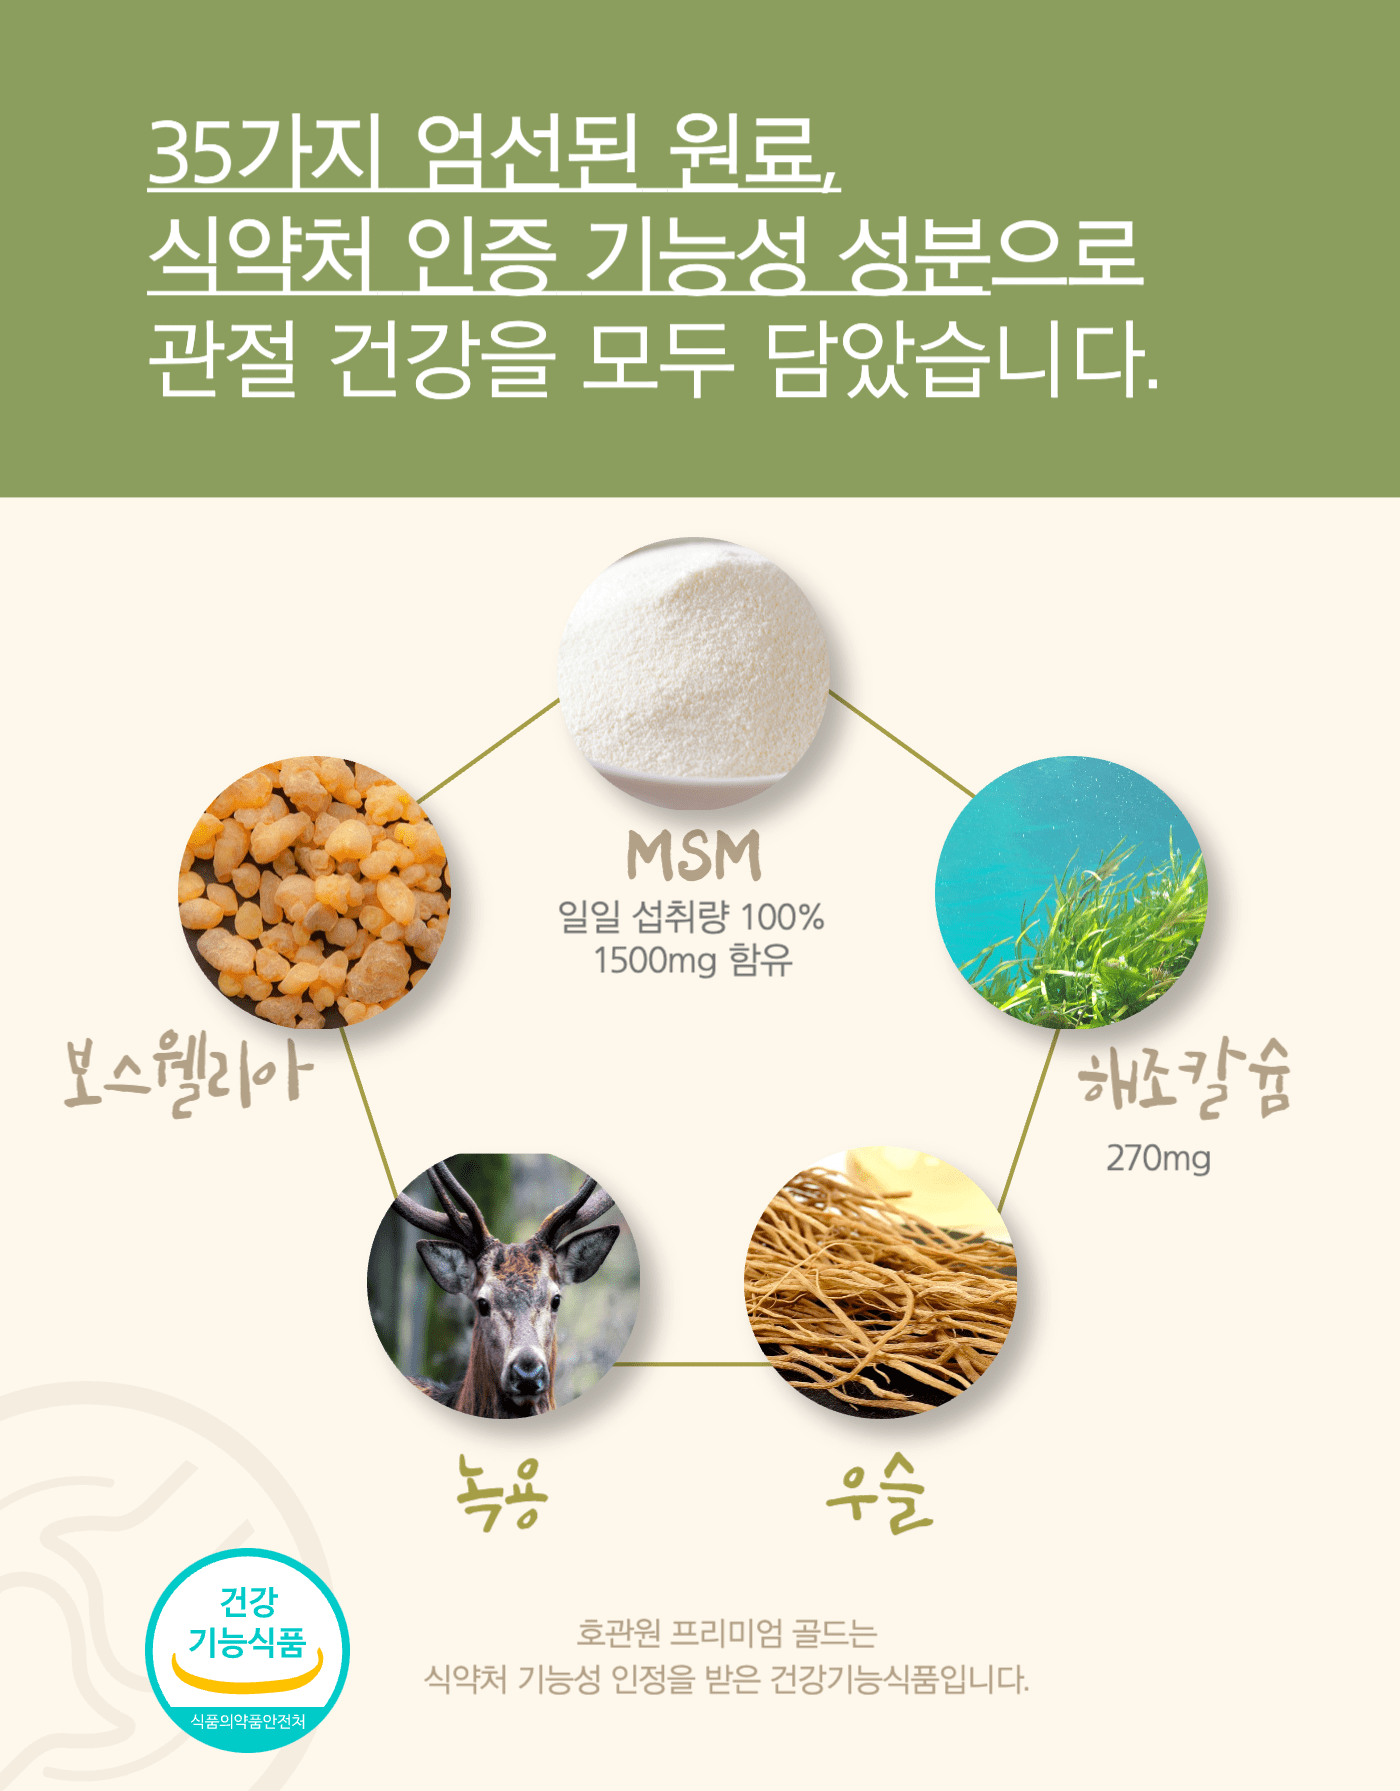 35가지 엄선된 원료,
식약처 인증 기능성 성분으로
관절 건강을 모두 담았습니다.
MSM
일일 섭취량 100%
1500mg 함유
보스웰리아
해조칼슘
270mg
녹용
우슬
건강
기능식품
식품의약품안전처
호관원 프리미엄 골드는
식약처 기능성 인정을 받은 건강기능식품입니다.